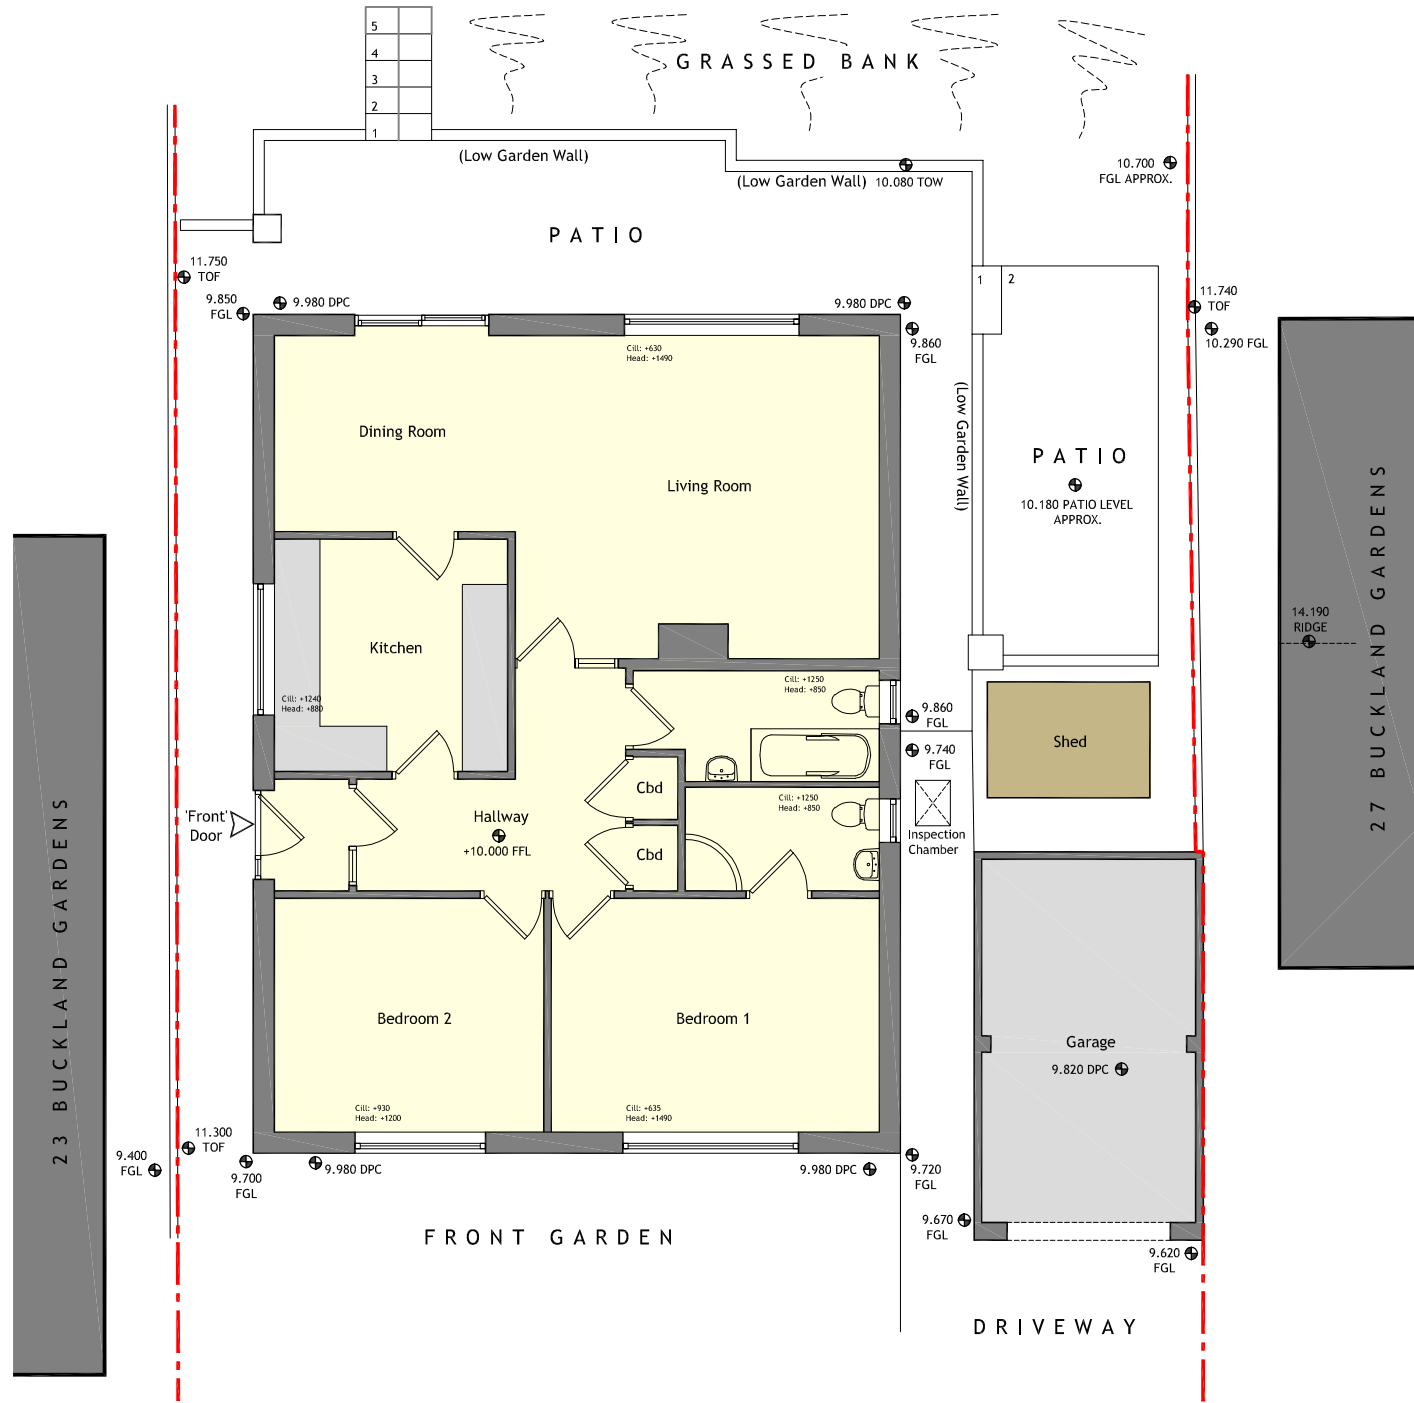 5
4
3
2
1
GRASSED BANK
(Low Garden Wall)
(Low Garden Wall)
10.080 TOW
10.700
FGL APPROX.
PATIO
11.750
TOF
9.850
FGL
9.980 DPC
9.980 DPC
9.860
FGL
1
2
11.740
TOF
10.290 FGL
Cill: +630
Head: +1490
Dining Room
Living Room
(Low Garden Wall)
PATIO
10.180 PATIO LEVEL
APPROX.
27 BUCKLAND GARDENS
14.190
RIDGE
Kitchen
Cill: +1240
Head: +880
Cill: +1250
Head: +850
9.860
FGL
9.740
FGL
Shed
Cbd
Cill: +1250
Head: +850
'Front'
Door
Hallway
+10.000 FFL
Cbd
Inspection
Chamber
23 BUCKLAND GARDENS
Bedroom 2
Bedroom 1
Garage
9.820 DPC
Cill: +930
Head: +1200
Cill: +635
Head: +1490
11.300
TOF
9.400
FGL
9.700
FGL
9.980 DPC
9.980 DPC
9.720
FGL
9.670
FGL
FRONT GARDEN
9.620
FGL
DRIVEWAY